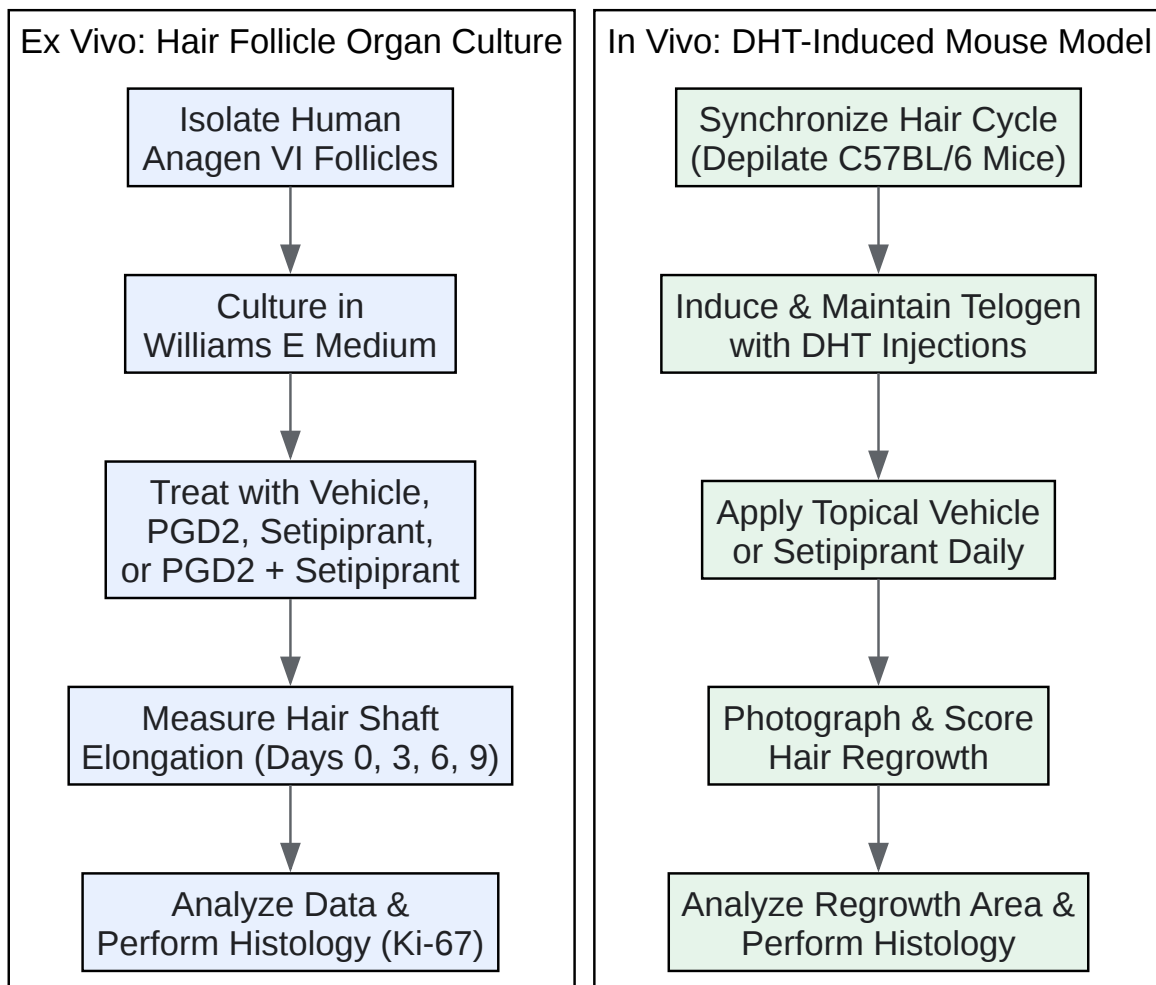 Ex Vivo: Hair Follicle Organ Culture
Isolate Human
Anagen VI Follicles
Culture in
Williams E Medium
Treat with Vehicle,
PGD2, Setipiprant,
or PGD2 + Setipiprant
Measure Hair Shaft
Elongation (Days 0, 3, 6, 9)
Analyze Data &
Perform Histology (Ki-67)
In Vivo: DHT-Induced Mouse Model
Synchronize Hair Cycle
(Depilate C57BL/6 Mice)
Induce & Maintain Telogen
with DHT Injections
Apply Topical Vehicle
or Setipiprant Daily
Photograph & Score
Hair Regrowth
Analyze Regrowth Area &
Perform Histology